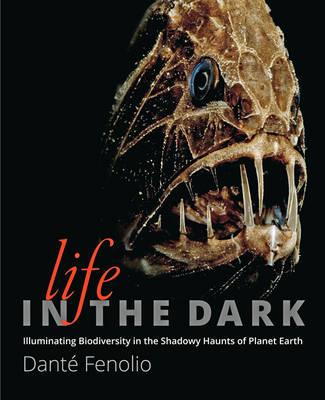 life
IN THE DARK
Illuminating Biodiversity in the Shadowy Haunts of Planet Earth
Danté Fenolio